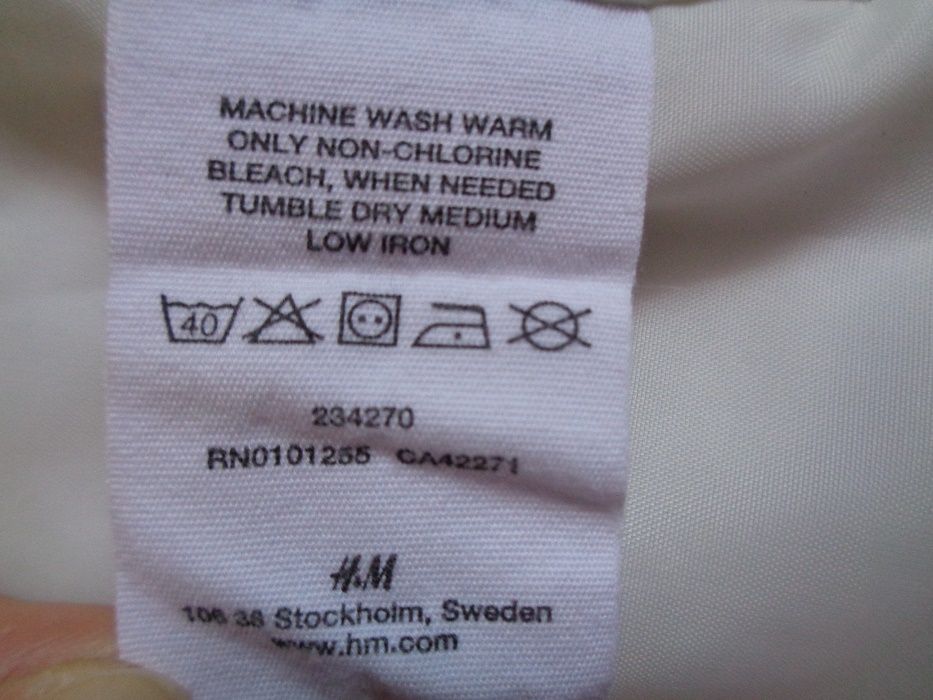 MACHINE WASH WARM
ONLY NON-CHLORINE
BLEACH, WHEN NEEDED
TUMBLE DRY MEDIUM
LOW IRON
40
234270
RN0101255 CA42271
H&M
106 38 Stockholm, Sweden
www.hm.com